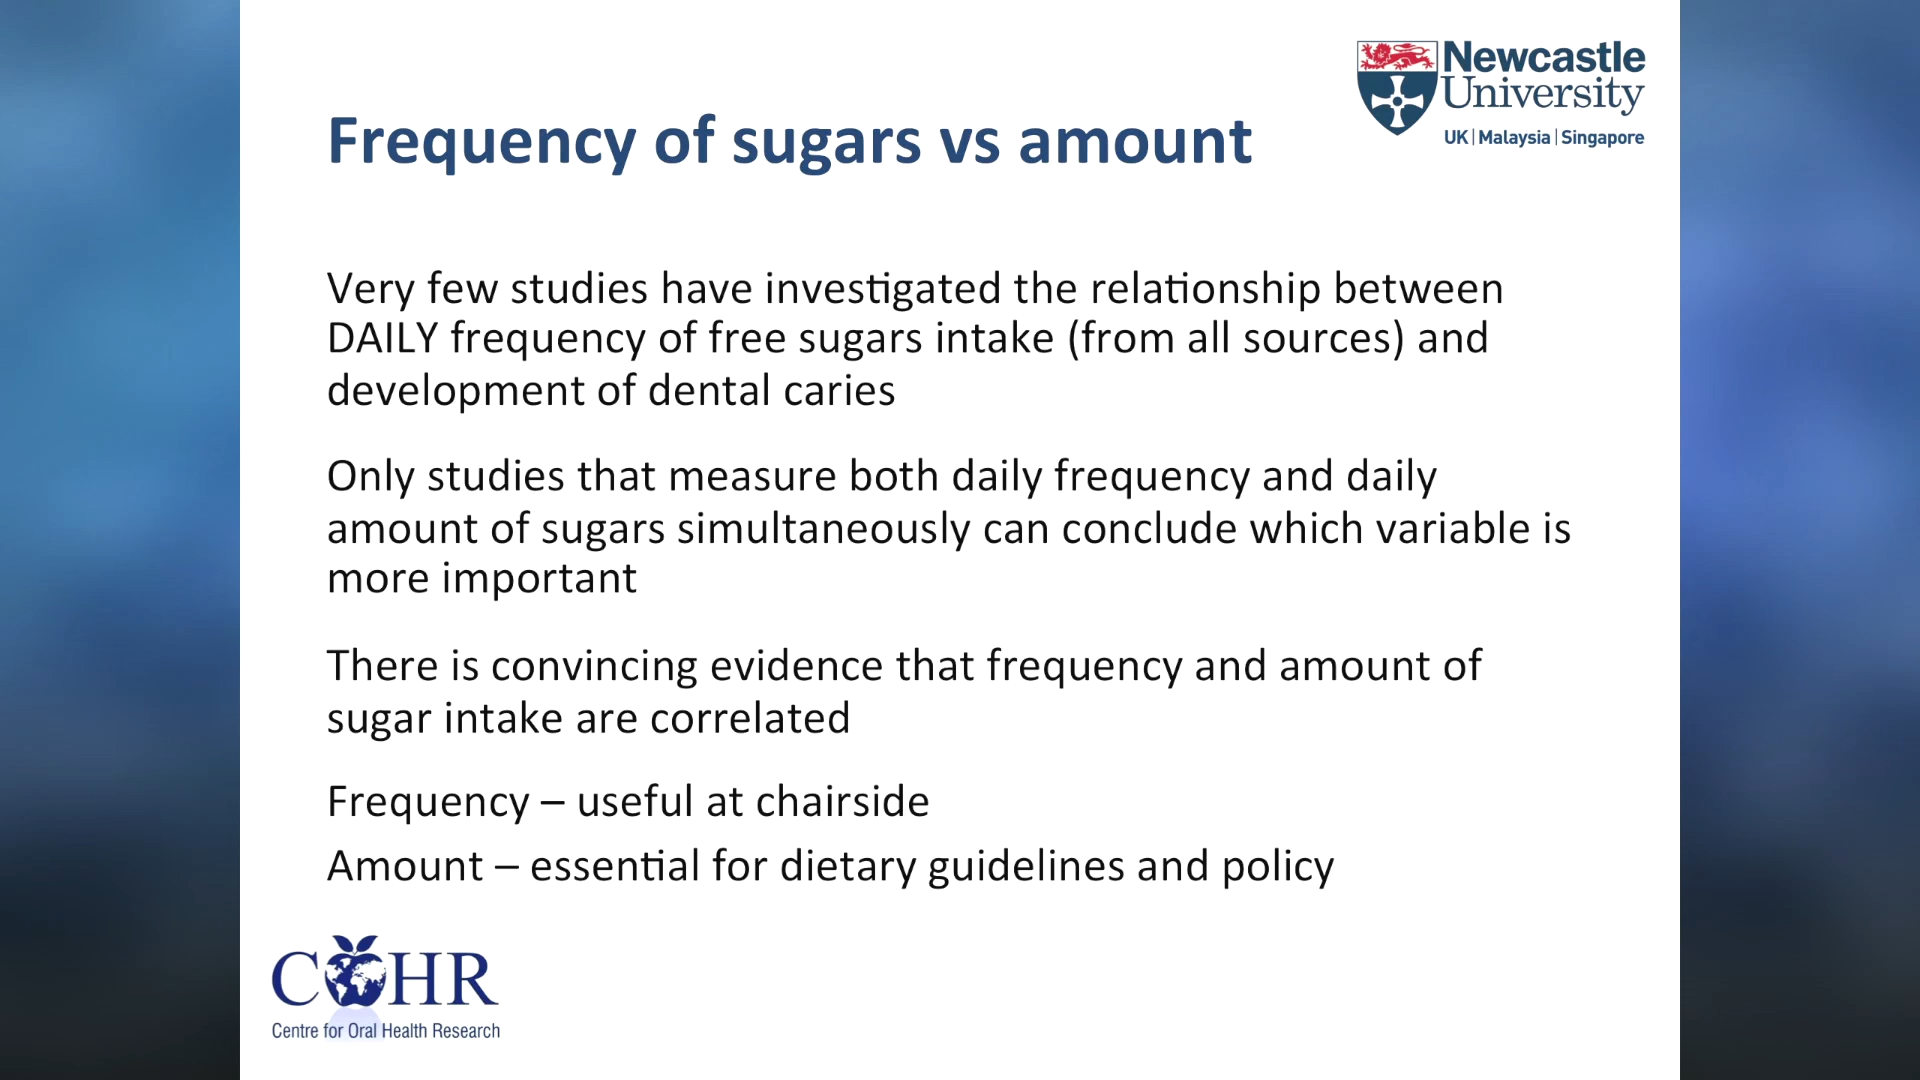 Newcastle
University
UK | Malaysia | Singapore
Frequency of sugars vs amount
Very few studies have investigated the relationship between
DAILY frequency of free sugars intake (from all sources) and
development of dental caries
Only studies that measure both daily frequency and daily
amount of sugars simultaneously can conclude which variable is
more important
There is convincing evidence that frequency and amount of
sugar intake are correlated
Frequency – useful at chairside
Amount – essential for dietary guidelines and policy
COHR
Centre for Oral Health Research